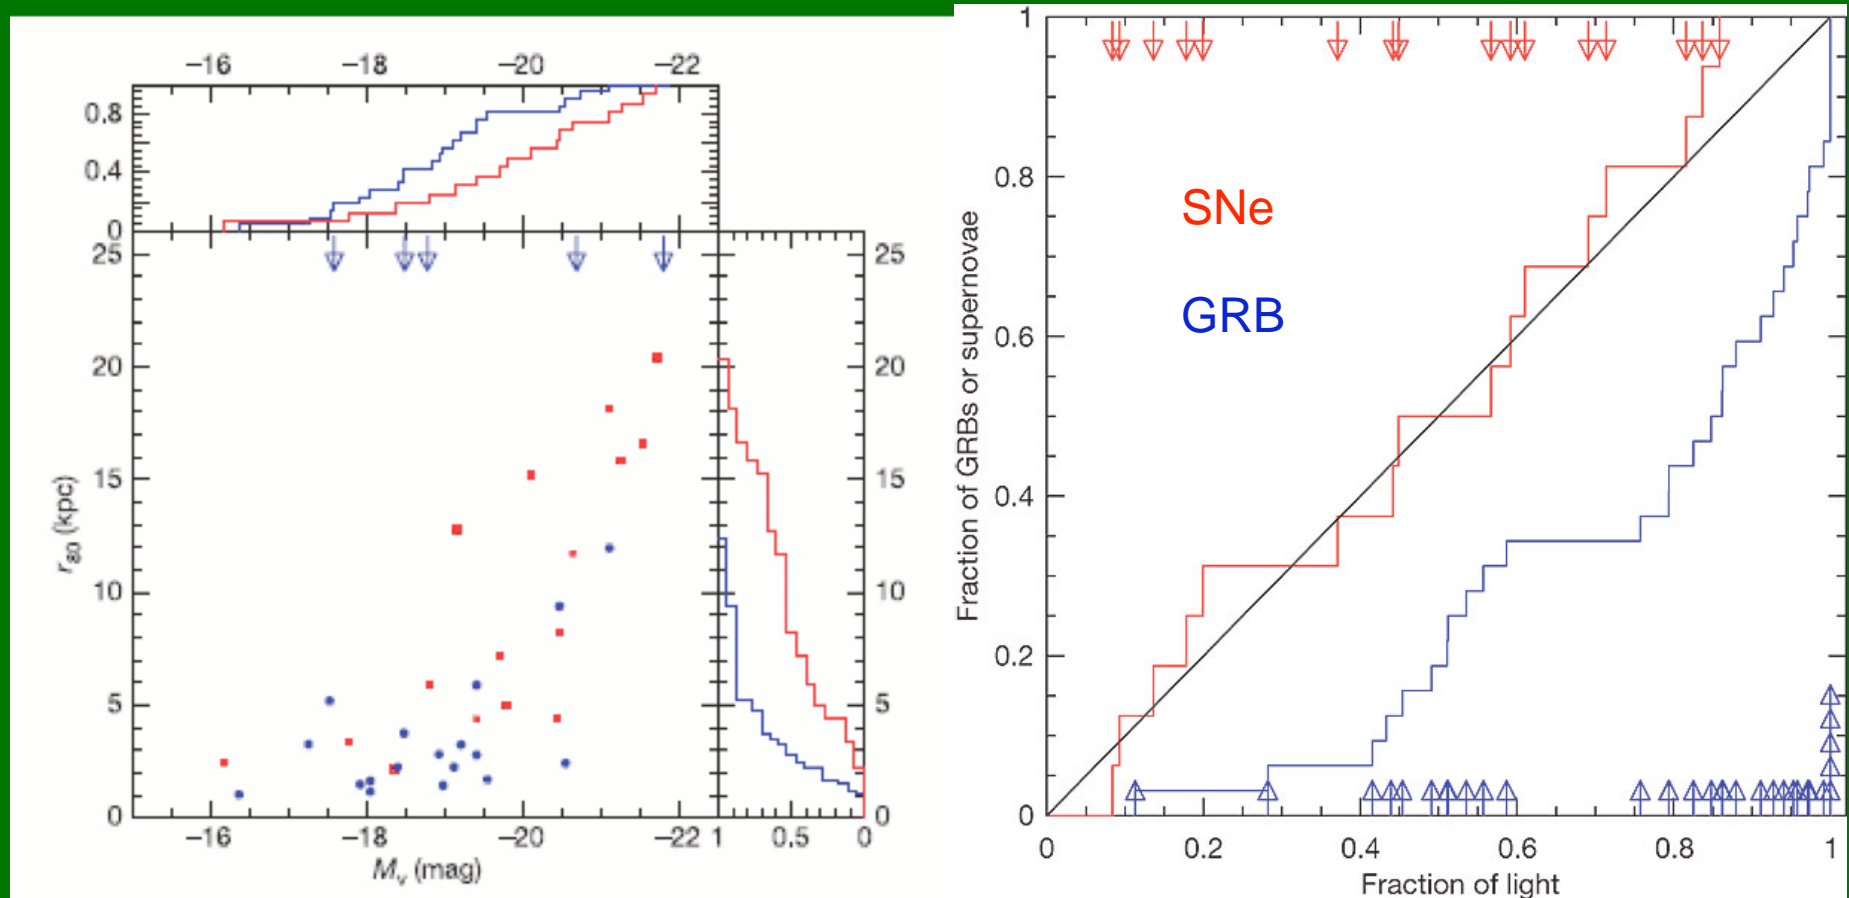 −16 −18 −20 −22
0.8
0.4
0
25 25
20 20
15 15
10 10
5 5
0 0
r80 (kpc)
−16 −18 −20 −22 1 0.5 0
Mv (mag)
1
0.8
0.6
0.4
0.2
0
Fraction of GRBs or supernovae
SNe
GRB
0 0.2 0.4 0.6 0.8 1
Fraction of light